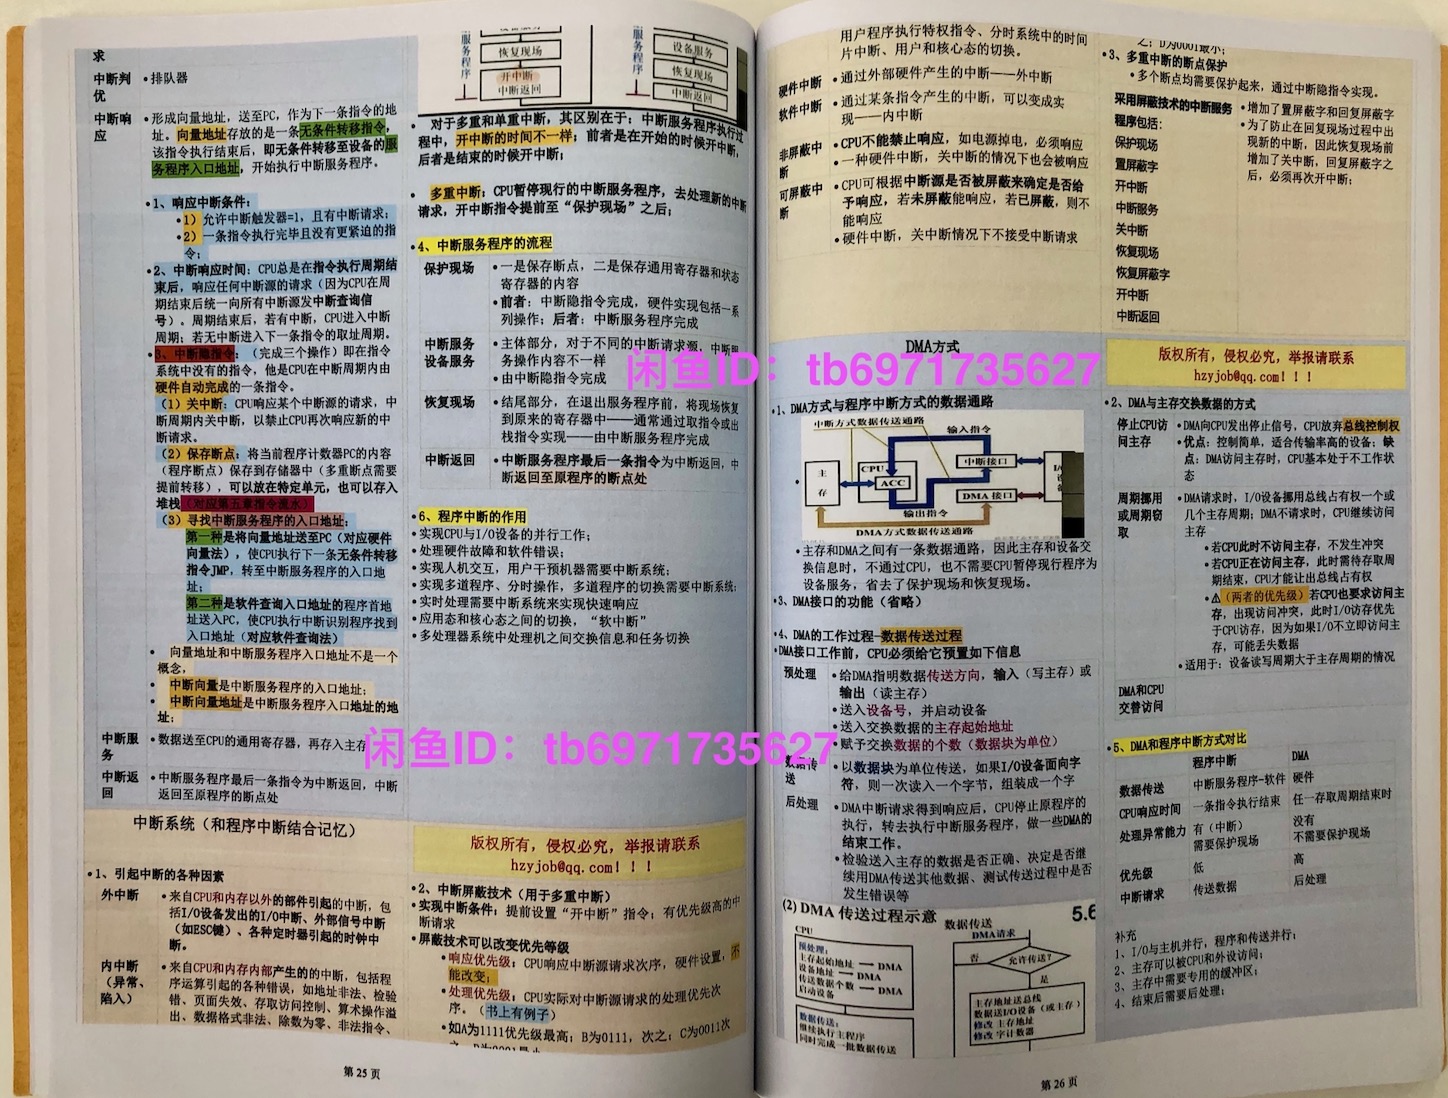 求
中断判优
•排队器
中断响应
•形成向量地址，送至PC，作为下一条指令的地
址。向量地址存放的是一条无条件转移指令，
该指令执行结束后，即无条件转移至设备的服
务程序入口地址，开始执行中断服务程序。
•1、响应中断条件：
•1）允许中断触发器=1，且有中断请求；
•2）一条指令执行完毕且没有更紧迫的指
令；
•2、中断响应时间：CPU总是在指令执行周期结
束后，响应任何中断源的请求（因为CPU在周
期结束后统一向所有中断源发中断查询信
号）。周期结束后，若有中断，CPU进入中断
周期；若无中断进入下一条指令的取址周期。
•3、中断隐指令：（完成三个操作）即在指令
系统中没有的指令，他是CPU在中断周期内由
硬件自动完成的一条指令。
（1）关中断：CPU响应某个中断源的请求，中
断周期内关中断，以禁止CPU再次响应新的中
断请求。
（2）保存断点：将当前程序计数器PC的内容
（程序断点）保存到存储器中（多重断点需要
提前转移），可以放在特定单元，也可以存入
堆栈（对应第五章指令流水）
（3）寻找中断服务程序的入口地址：
第一种是将向量地址送至PC（对应硬件
向量法），使CPU执行下一条无条件转移
指令JMP，转至中断服务程序的入口地
址；
第二种是软件查询入口地址的程序首地
址送入PC，使CPU执行中断识别程序找到
入口地址（对应软件查询法）
• 向量地址和中断服务程序入口地址不是一个
概念，
• 中断向量是中断服务程序的入口地址；
• 中断向量地址是中断服务程序入口地址的地
址；
中断服务
•数据送至CPU的通用寄存器，再存入主存
中断返回
•中断服务程序最后一条指令为中断返回，中断
返回至原程序的断点处
中断系统（和程序中断结合记忆）
•1、引起中断的各种因素
外中断
•来自CPU和内存以外的部件引起的中断，包
括I/O设备发出的I/O中断、外部信号中断
（如ESC键）、各种定时器引起的时钟中
断。
内中断
（异常、
陷入）
•来自CPU和内存内部产生的的中断，包括程
序运算引起的各种错误，如地址非法、检验
错、页面失效、存取访问控制、算术操作溢
出、数据格式非法、除数为零、非法指令、
服务程序
恢复现场
开中断
中断返回
服务程序
设备服务
恢复现场
中断返回
• 对于多重和单重中断，其区别在于：中断服务程序执行过
程中，开中断的时间不一样；前者是在开始的时候开中断，
后者是结束的时候开中断；
• 多重中断：CPU暂停现行的中断服务程序，去处理新的中断
请求，开中断指令提前至“保护现场”之后；
•4、中断服务程序的流程
保护现场
•一是保存断点，二是保存通用寄存器和状态
寄存器的内容
•前者：中断隐指令完成，硬件实现包括一系
列操作；后者：中断服务程序完成
中断服务
设备服务
•主体部分，对于不同的中断请求源，中断服
务操作内容不一样
•由中断隐指令完成
恢复现场
•结尾部分，在退出服务程序前，将现场恢复
到原来的寄存器中——通常通过取指令或出
栈指令实现——由中断服务程序完成
中断返回
•中断服务程序最后一条指令为中断返回，中
断返回至原程序的断点处
•6、程序中断的作用
•实现CPU与I/O设备的并行工作；
•处理硬件故障和软件错误；
•实现人机交互，用户干预机器需要中断系统；
•实现多道程序、分时操作，多道程序的切换需要中断系统；
•实时处理需要中断系统来实现快速响应
•应用态和核心态之间的切换，“软中断”
•多处理器系统中处理机之间交换信息和任务切换
版权所有，侵权必究，举报请联系
hzyjob@qq.com！！！
•2、中断屏蔽技术（用于多重中断）
•实现中断条件：提前设置“开中断”指令；有优先级高的中
断请求
•屏蔽技术可以改变优先等级
•响应优先级：CPU响应中断源请求次序，硬件设置，不
能改变；
•处理优先级：CPU实际对中断源请求的处理优先次
序。（书上有例子）
•如A为1111优先级最高；B为0111，次之；C为0011次
第 25 页
用户程序执行特权指令、分时系统中的时间
片中断、用户和核心态的切换。
硬件中断
•通过外部硬件产生的中断——外中断
软件中断
•通过某条指令产生的中断，可以变成实
现——内中断
非屏蔽中断
•CPU不能禁止响应，如电源掉电，必须响应
•一种硬件中断，关中断的情况下也会被响应
可屏蔽中断
•CPU可根据中断源是否被屏蔽来确定是否给
予响应，若未屏蔽能响应，若已屏蔽，则不
能响应
•硬件中断，关中断情况下不接受中断请求
DMA方式
•1、DMA方式与程序中断方式的数据通路
中断方式数据传送通路
输入指令
主存
CPU
ACC
中断接口
DMA 接口
输出指令
DMA方式数据传送通路
•主存和DMA之间有一条数据通路，因此主存和设备交
换信息时，不通过CPU，也不需要CPU暂停现行程序为
设备服务，省去了保护现场和恢复现场。
•3、DMA接口的功能（省略）
•4、DMA的工作过程-数据传送过程
•DMA接口工作前，CPU必须给它预置如下信息
预处理
•给DMA指明数据传送方向，输入（写主存）或
输出（读主存）
•送入设备号，并启动设备
•送入交换数据的主存起始地址
•赋予交换数据的个数（数据块为单位）
数据传送
•以数据块为单位传送，如果I/O设备面向字
符，则一次读入一个字节，组装成一个字
后处理
•DMA中断请求得到响应后，CPU停止原程序的
执行，转去执行中断服务程序，做一些DMA的
结束工作。
•检验送入主存的数据是否正确、决定是否继
续用DMA传送其他数据、测试传送过程中是否
发生错误等
(2) DMA 传送过程示意
5.6
CPU
预处理：
主存起始地址 → DMA
设备地址 → DMA
传送数据个数 → DMA
启动设备
数据传送：
继续执行主程序
同时完成一批数据传送
数据传送
DMA请求
否
允许传送？
是
主存地址送总线
数据送I/O设备（或主存）
修改 主存地址
修改 字计数器
•3、多重中断的断点保护
•多个断点均需要保护起来，通过中断隐指令实现。
采用屏蔽技术的中断服务
程序包括：
保护现场
置屏蔽字
开中断
中断服务
关中断
恢复现场
恢复屏蔽字
开中断
中断返回
•增加了置屏蔽字和回复屏蔽字
•为了防止在回复现场过程中出
现新的中断，因此恢复现场前
增加了关中断，回复屏蔽字之
后，必须再次开中断；
版权所有，侵权必究，举报请联系
hzyjob@qq.com！！！
•2、DMA与主存交换数据的方式
停止CPU访
问主存
•DMA向CPU发出停止信号，CPU放弃总线控制权
•优点：控制简单，适合传输率高的设备；缺
点：DMA访问主存时，CPU基本处于不工作状
态
周期挪用
或周期窃
取
•DMA请求时，I/O设备挪用总线占有权一个或
几个主存周期；DMA不请求时，CPU继续访问
主存
•若CPU此时不访问主存，不发生冲突
•若CPU正在访问主存，此时需待存取周
期结束，CPU才能让出总线占有权
•⚠（两者的优先级）若CPU也要求访问主
存，出现访问冲突，此时I/O访存优先
于CPU访存，因为如果I/O不立即访问主
存，可能丢失数据
•适用于：设备读写周期大于主存周期的情况
DMA和CPU
交替访问
•5、DMA和程序中断方式对比
程序中断 DMA
数据传送 中断服务程序-软件 硬件
CPU响应时间 一条指令执行结束 任一存取周期结束时
处理异常能力 有（中断） 没有
需要保护现场 不需要保护现场
优先级 低 高
中断请求 传送数据 后处理
补充
1、I/O与主机并行，程序和传送并行；
2、主存可以被CPU和外设访问；
3、主存中需要专用的缓冲区；
4、结束后需要后处理；
第 26 页
闲鱼ID：tb6971735627
闲鱼ID：tb6971735627